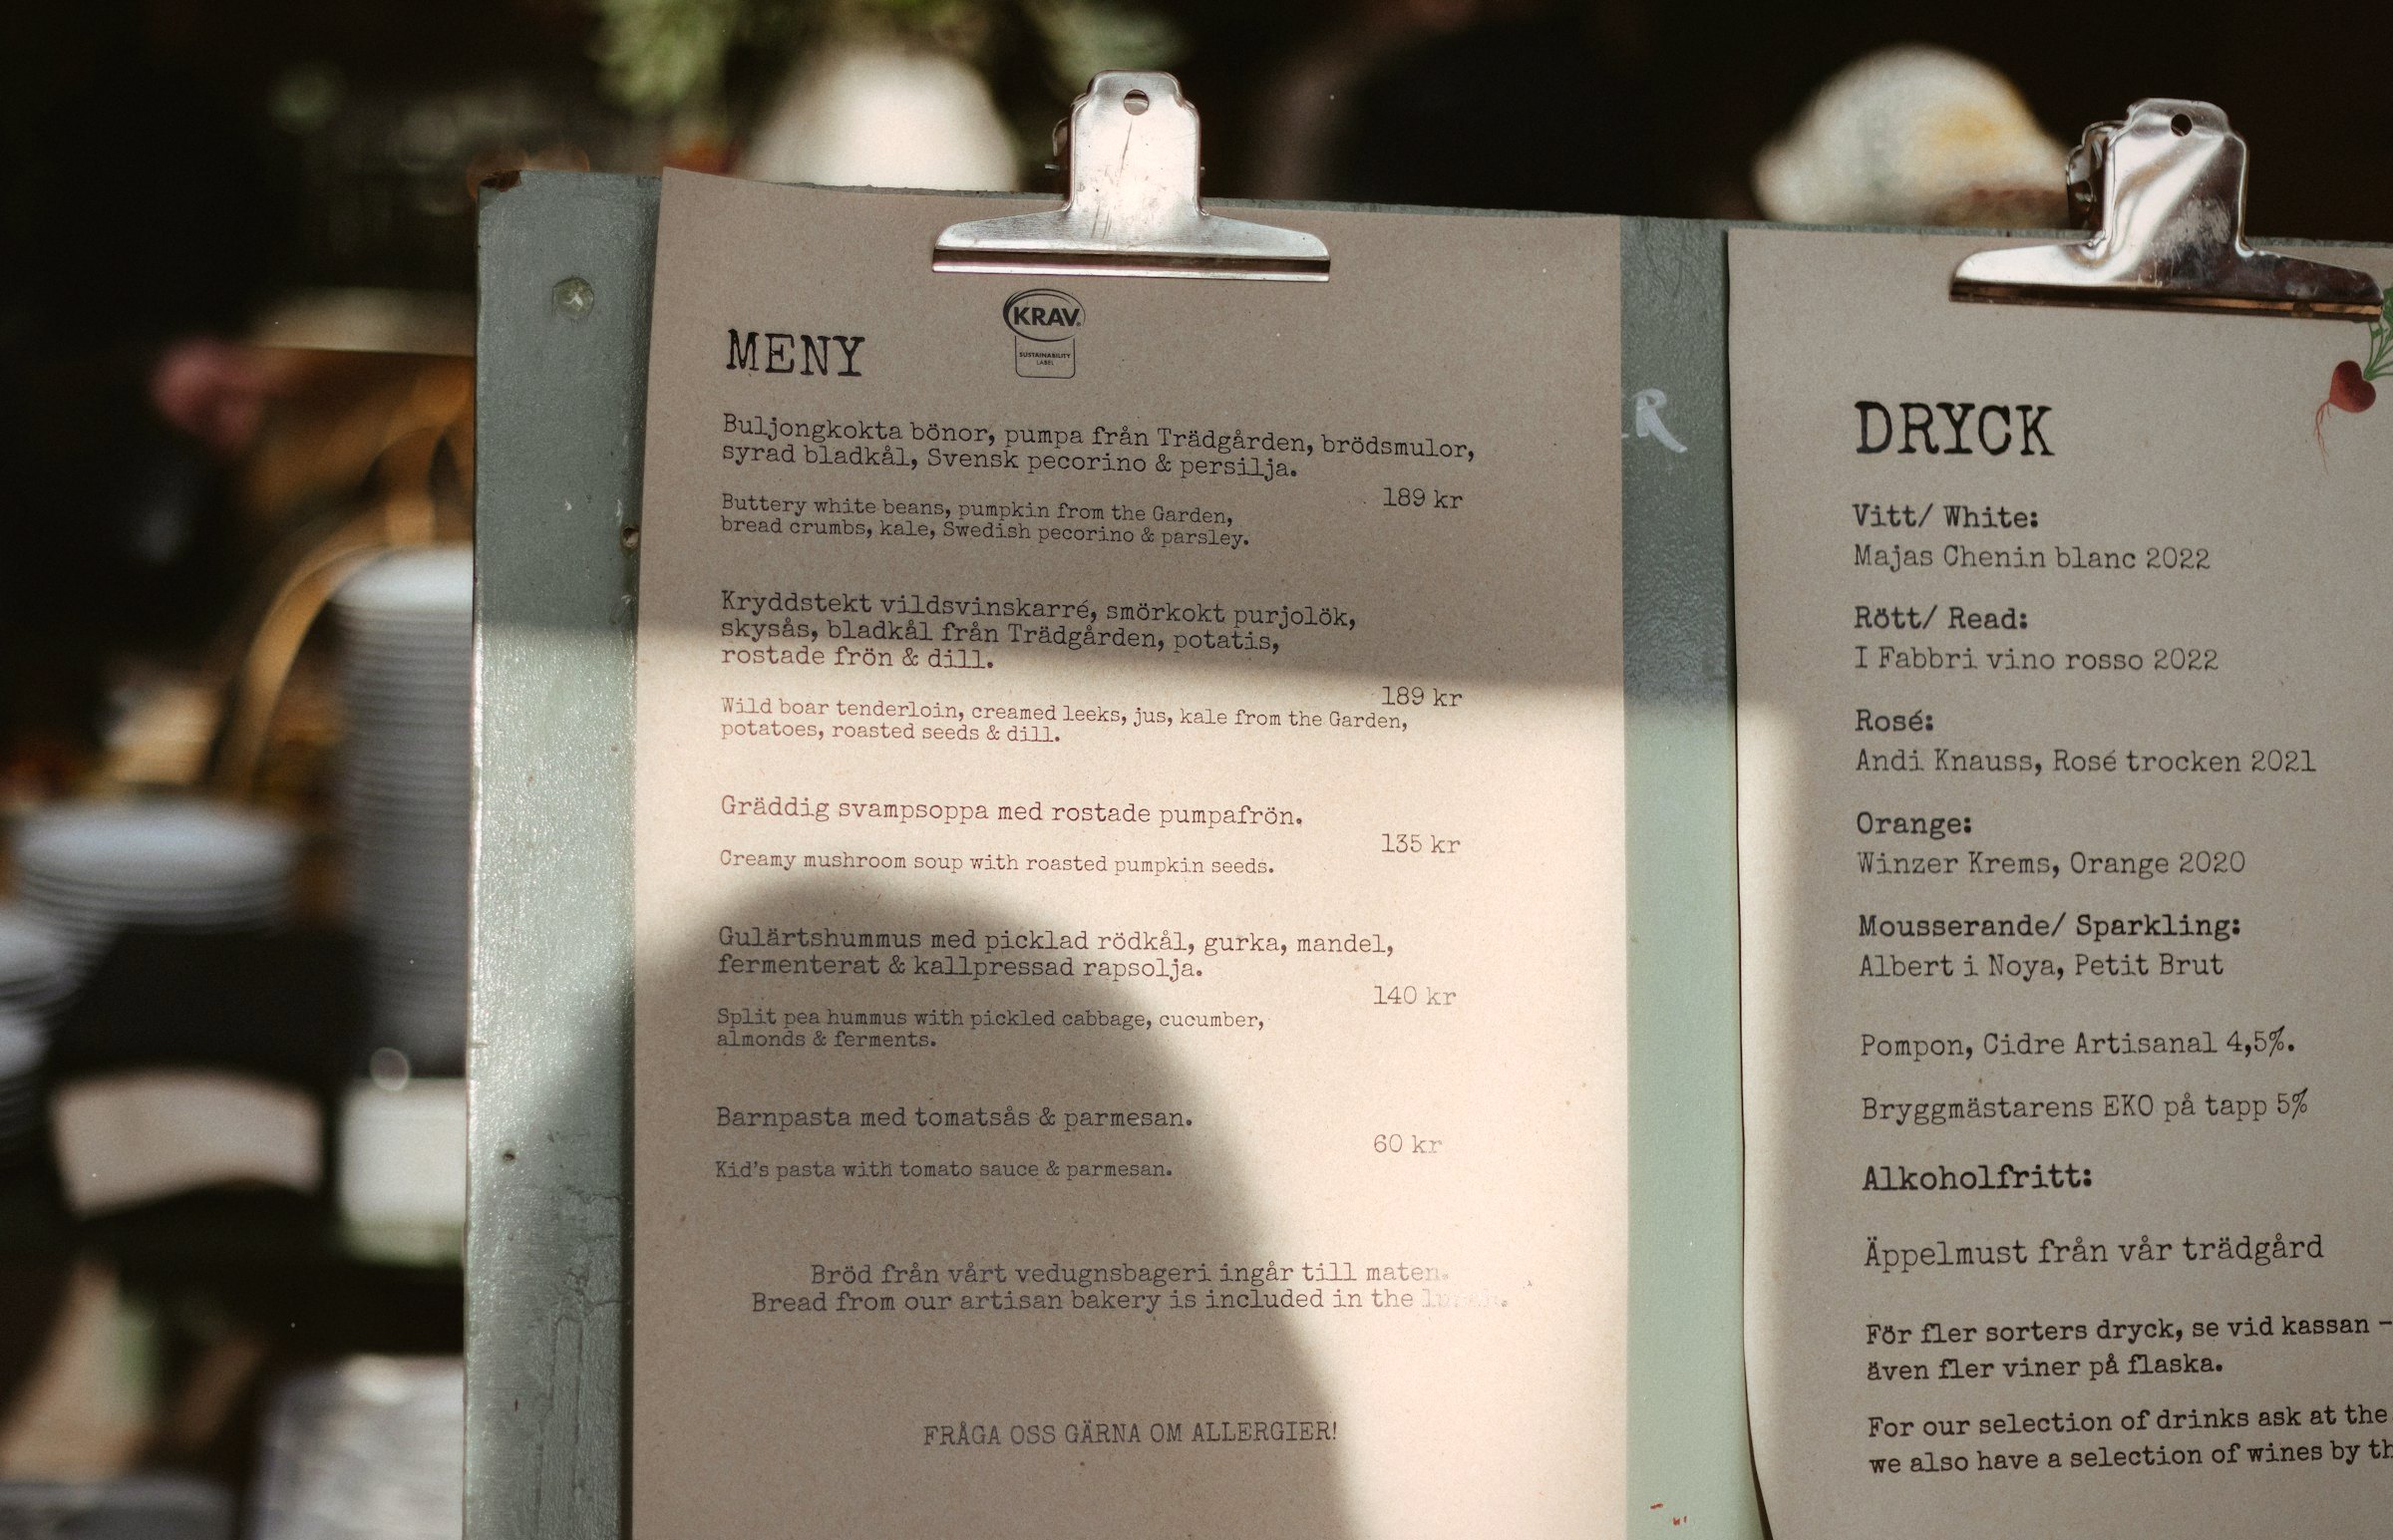 MENY
KRAV
SUSTAINABILITY
LABEL
Buljongkokta bönor, pumpa från Trädgården, brödsmulor,
syrad bladkål, Svensk pecorino & persilja.
189 kr
Buttery white beans, pumpkin from the Garden,
bread crumbs, kale, Swedish pecorino & parsley.
Kryddstekt vildsvinskarré, smörkokt purjolök,
skysås, bladkål från Trädgården, potatis,
rostade frön & dill.
189 kr
Wild boar tenderloin, creamed leeks, jus, kale from the Garden,
potatoes, roasted seeds & dill.
Gräddig svampsoppa med rostade pumpafrön.
135 kr
Creamy mushroom soup with roasted pumpkin seeds.
Gulärtshummus med picklad rödkål, gurka, mandel,
fermenterat & kallpressad rapsolja.
140 kr
Split pea hummus with pickled cabbage, cucumber,
almonds & ferments.
Barnpasta med tomatsås & parmesan.
60 kr
Kid's pasta with tomato sauce & parmesan.
Bröd från vårt vedugnsbageri ingår till maten.
Bread from our artisan bakery is included in the
FRÅGA OSS GÄRNA OM ALLERGIER!
R
DRYCK
Vitt/ White:
Majas Chenin blanc 2022
Rött/ Read:
I Fabbri vino rosso 2022
Rosé:
Andi Knauss, Rosé trocken 2021
Orange:
Winzer Krems, Orange 2020
Mousserande/ Sparkling:
Albert i Noya, Petit Brut
Pompon, Cidre Artisanal 4,5%.
Bryggmästarens EKO på tapp 5%
Alkoholfritt:
Äppelmust från vår trädgård
För fler sorters dryck, se vid kassan -
även fler viner på flaska.
For our selection of drinks ask at the
we also have a selection of wines by